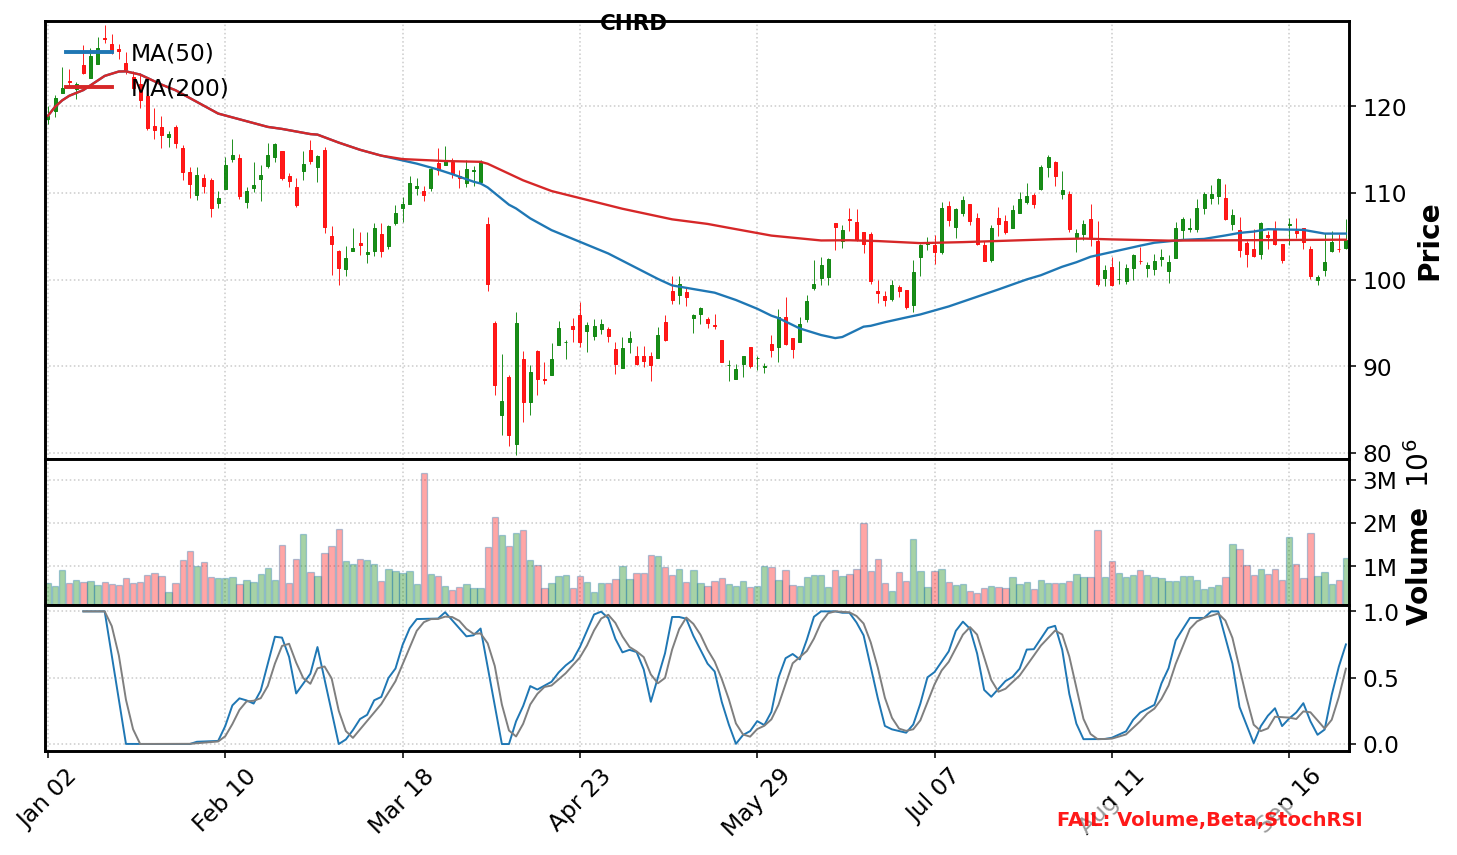 CHRD
MA(50)
MA(200)
120
110
100
90
80
Price
3M
2M
1M
Volume 10^6
1.0
0.5
0.0
Jan 02
Feb 10
Mar 18
Apr 23
May 29
Jul 07
Aug 11
Sep 16
FAIL: Volume,Beta,StochRSI